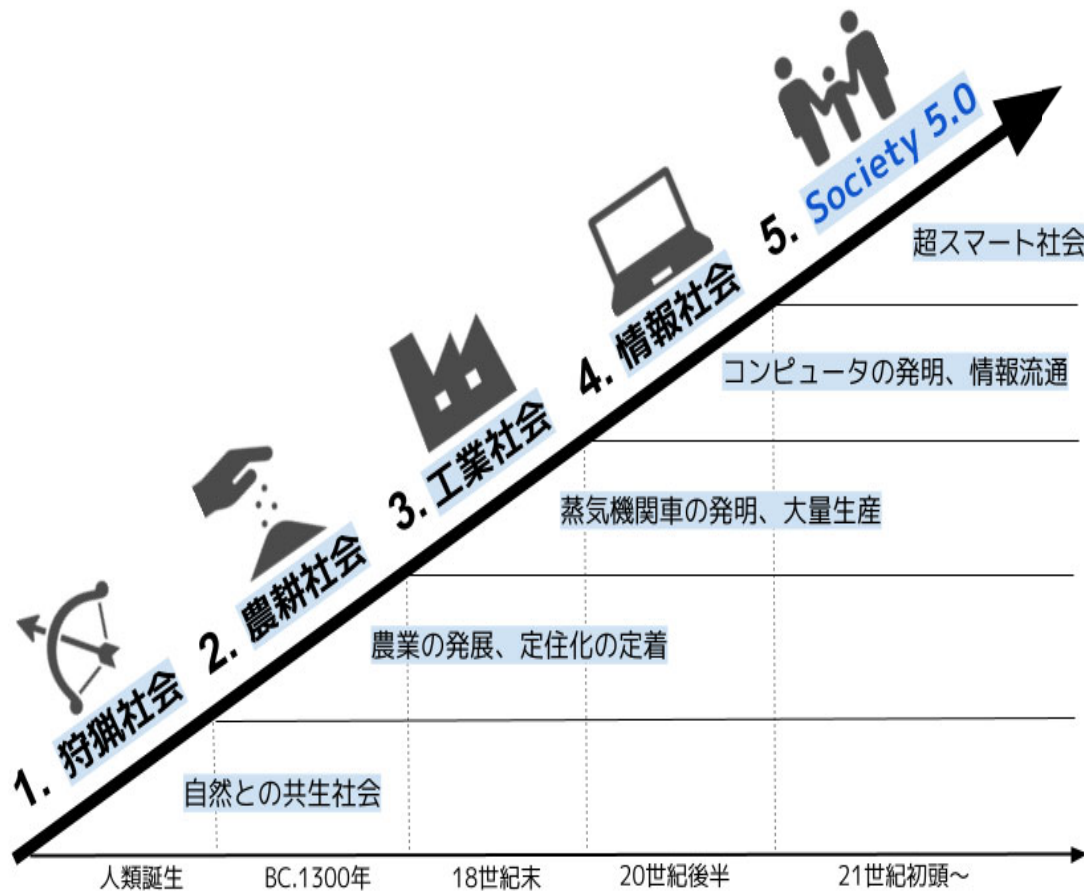 5. Society 5.0
超スマート社会
4. 情報社会
コンピュータの発明、情報流通
3. 工業社会
蒸気機関車の発明、大量生産
2. 農耕社会
農業の発展、定住化の定着
1. 狩猟社会
自然との共生社会
人類誕生
BC.1300年
18世紀末
20世紀後半
21世紀初頭～